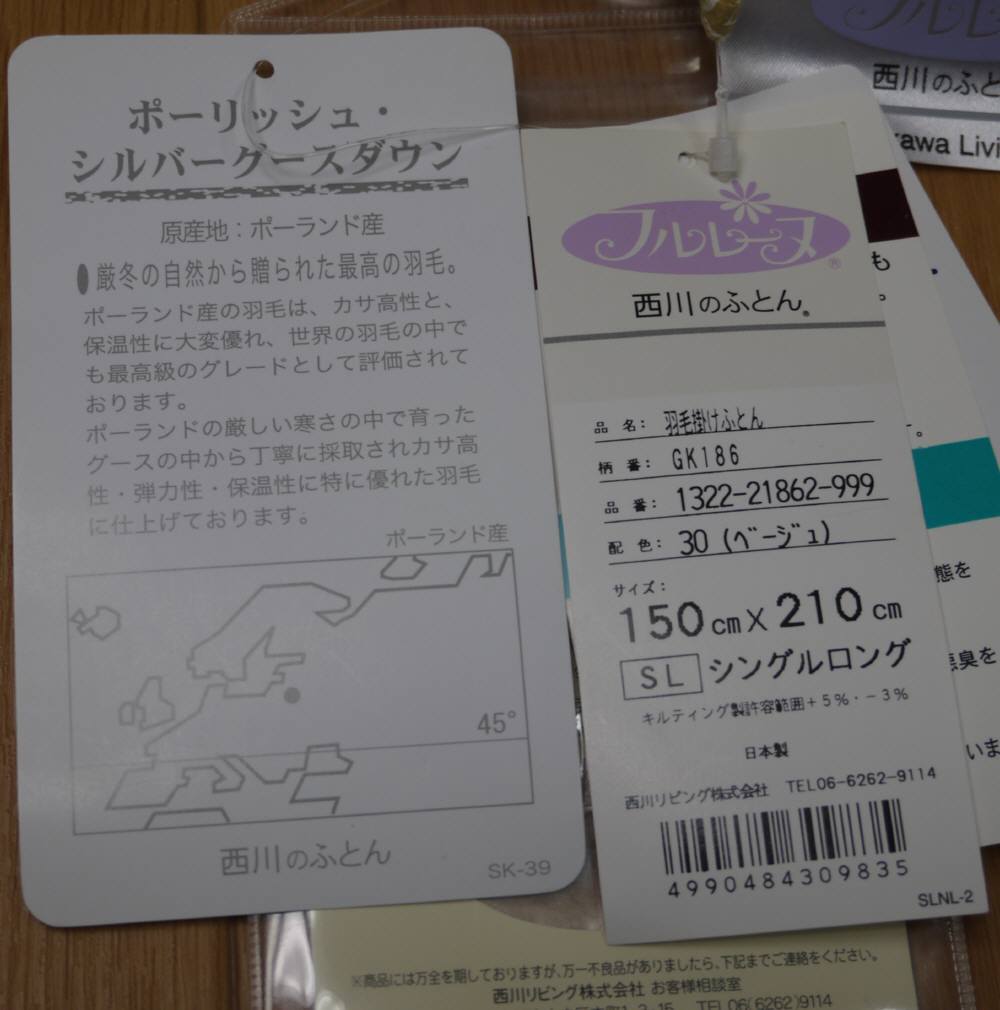 ポーリッシュ・
シルバーグースダウン
原産地：ポーランド産
厳冬の自然から贈られた最高の羽毛。
ポーランド産の羽毛は、カサ高性と、
保温性に大変優れ、世界の羽毛の中で
も最高級のグレードとして評価されて
おります。
ポーランドの厳しい寒さの中で育った
グースの中から丁寧に採取されカサ高
性・弾力性・保温性に特に優れた羽毛
に仕上げております。
ポーランド産
45°
西川のふとん
SK-39
フルレーヌ®
西川のふとん®
品 名： 羽毛掛けふとん
柄 番： GK186
品 番： 1322-21862-999
配 色： 30 (ベージュ)
サイズ：
150cm×210cm
SL シングルロング
キルティング製許容範囲＋5％・－3％
日本製
西川リビング株式会社 TEL06-6262-9114
4990484309835
SLNL-2
西川のふと
awa Livi
も
。
。
態を
悪臭を
いま
※商品には万全を期しておりますが、万一不良品がありましたら、下記までご連絡をください。
西川リビング株式会社 お客様相談室
TEL06(6262)9114